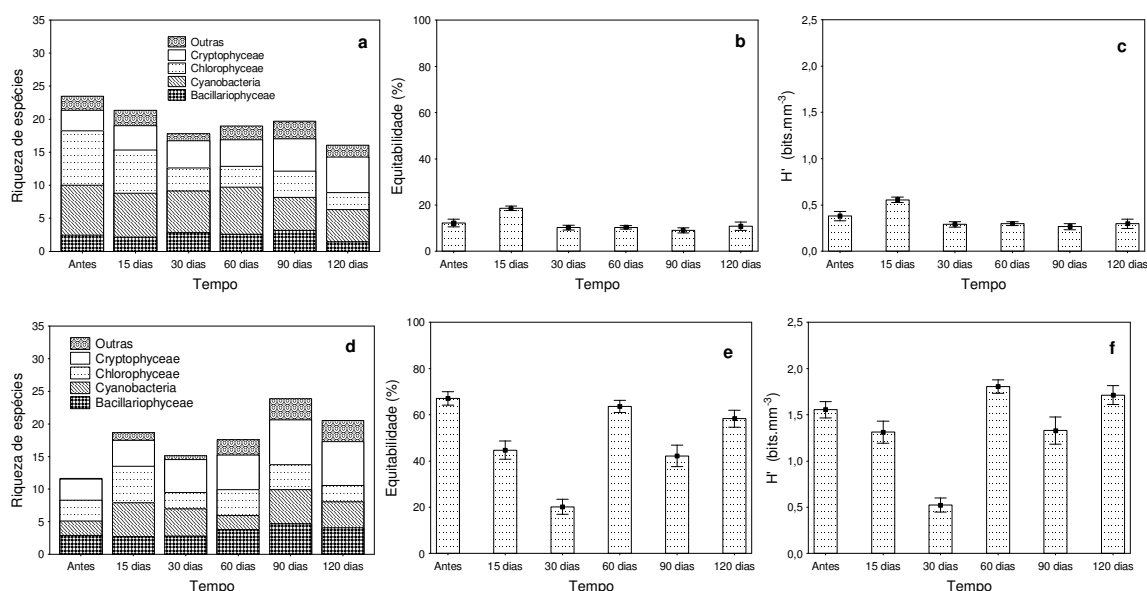 35
30
25
20
15
10
5
0
Riqueza de espécies
a
Outras
Cryptophyceae
Chlorophyceae
Cyanobacteria
Bacillariophyceae
Antes 15 dias 30 dias 60 dias 90 dias 120 dias
Tempo
100
80
60
40
20
0
Equitabilidade (%)
b
Antes 15 dias 30 dias 60 dias 90 dias 120 dias
Tempo
2,5
2,0
1,5
1,0
0,5
0,0
H' (bits.mm-3)
c
Antes 15 dias 30 dias 60 dias 90 dias 120 dias
Tempo
35
30
25
20
15
10
5
0
Riqueza de espécies
d
Outras
Cryptophyceae
Chlorophyceae
Cyanobacteria
Bacillariophyceae
Antes 15 dias 30 dias 60 dias 90 dias 120 dias
Tempo
100
80
60
40
20
0
Equitabilidade (%)
e
Antes 15 dias 30 dias 60 dias 90 dias 120 dias
Tempo
2,5
2,0
1,5
1,0
0,5
0,0
H' (bits.mm-3)
f
Antes 15 dias 30 dias 60 dias 90 dias 120 dias
Tempo